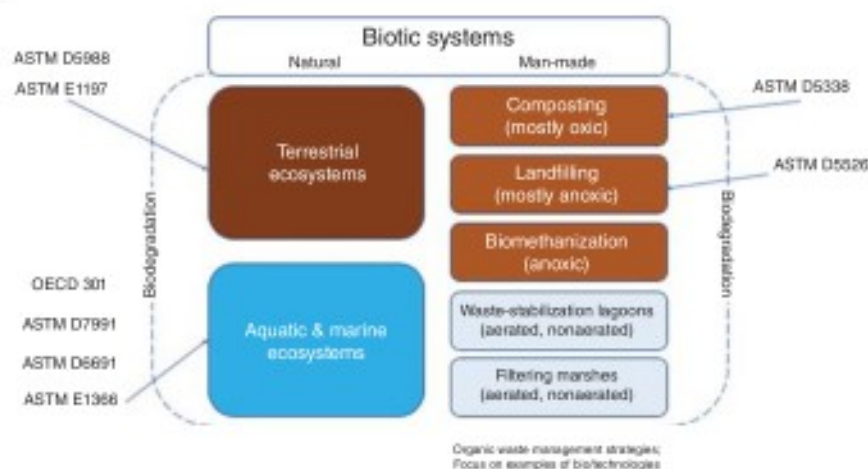 Biotic systems
Natural
Man-made
ASTM D5988
ASTM E1197
ASTM D5338
ASTM D5526
Terrestrial
ecosystems
Composting
(mostly oxic)
Landfilling
(mostly anoxic)
Biomethanization
(anoxic)
Biodegradation
Biodegradation
OECD 301
ASTM D7991
ASTM D6691
ASTM E1366
Aquatic & marine
ecosystems
Waste-stabilization lagoons
(aerated, nonaerated)
Filtering marshes
(aerated, nonaerated)
Organic waste management strategies;
Focus on examples of bio/technologies